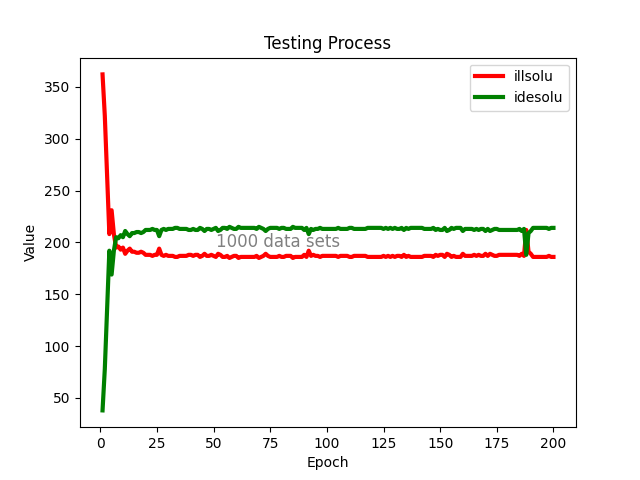 Testing Process
illsolu
idesolu
1000 data sets
Value
350
300
250
200
150
100
50
0 25 50 75 100 125 150 175 200
Epoch